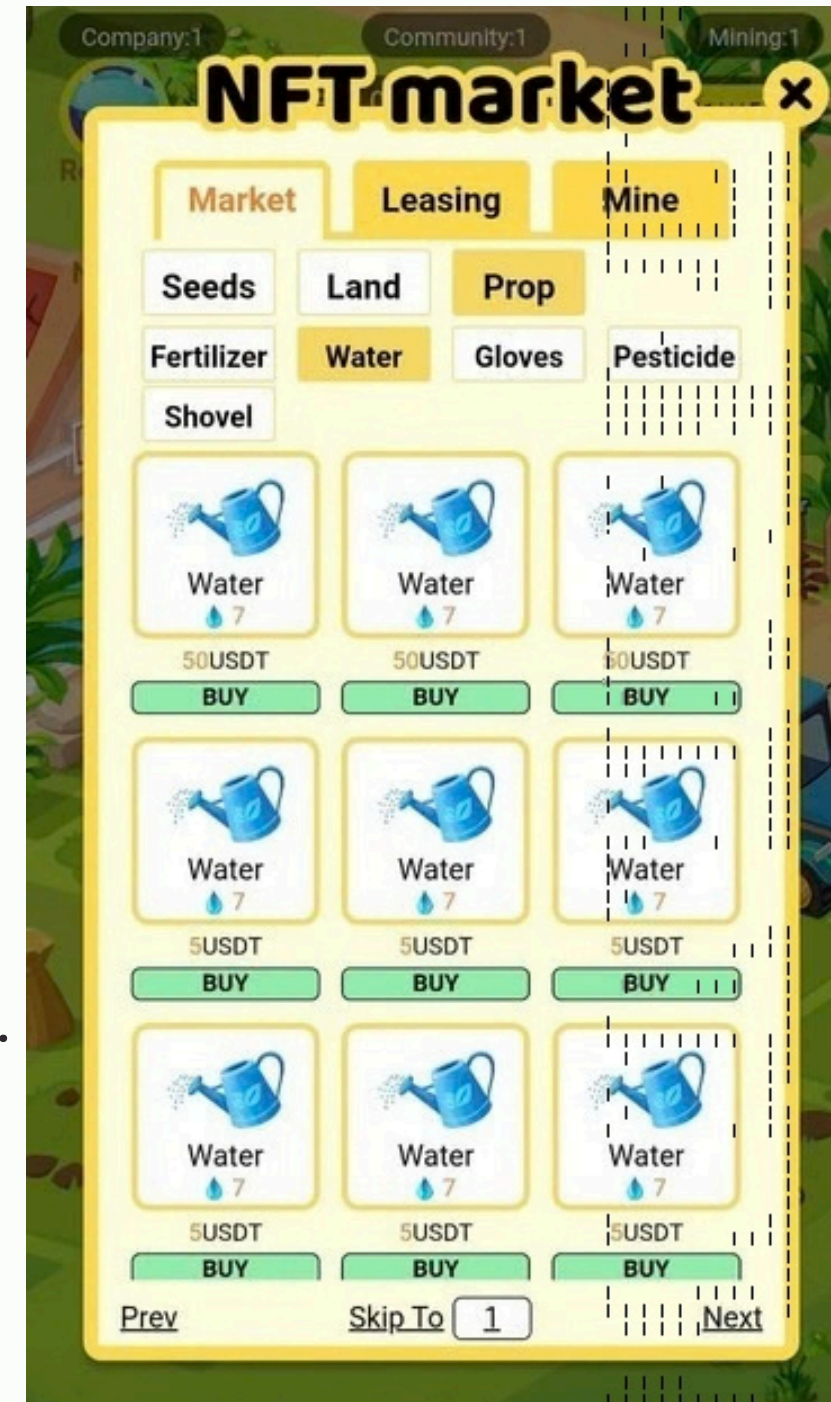 Company:1 Community:1 Mining:1
NFT market
Market Leasing Mine
Seeds Land Prop
Fertilizer Water Gloves Pesticide
Shovel
Water Water Water
7 7 7
50USDT 50USDT 50USDT
BUY BUY BUY
Water Water Water
7 7 7
5USDT 5USDT 5USDT
BUY BUY BUY
Water Water Water
7 7 7
5USDT 5USDT 5USDT
BUY BUY BUY
Prev Skip To 1 Next